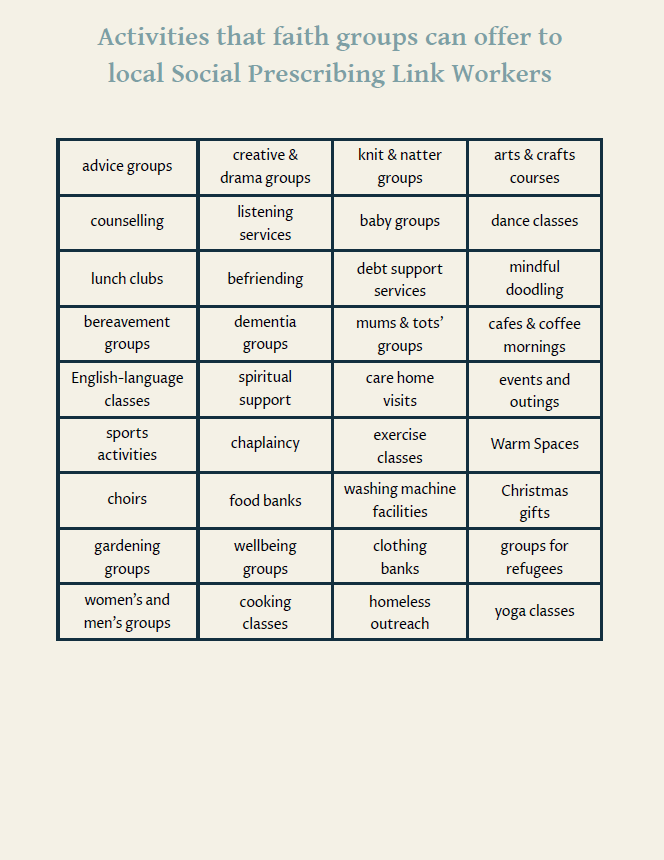 Activities that faith groups can offer to
local Social Prescribing Link Workers
advice groups
creative &
drama groups
knit & natter
groups
arts & crafts
courses
counselling
listening
services
baby groups
dance classes
lunch clubs
befriending
debt support
services
mindful
doodling
bereavement
groups
dementia
groups
mums & tots’
groups
cafes & coffee
mornings
English-language
classes
spiritual
support
care home
visits
events and
outings
sports
activities
chaplaincy
exercise
classes
Warm Spaces
choirs
food banks
washing machine
facilities
Christmas
gifts
gardening
groups
wellbeing
groups
clothing
banks
groups for
refugees
women’s and
men’s groups
cooking
classes
homeless
outreach
yoga classes